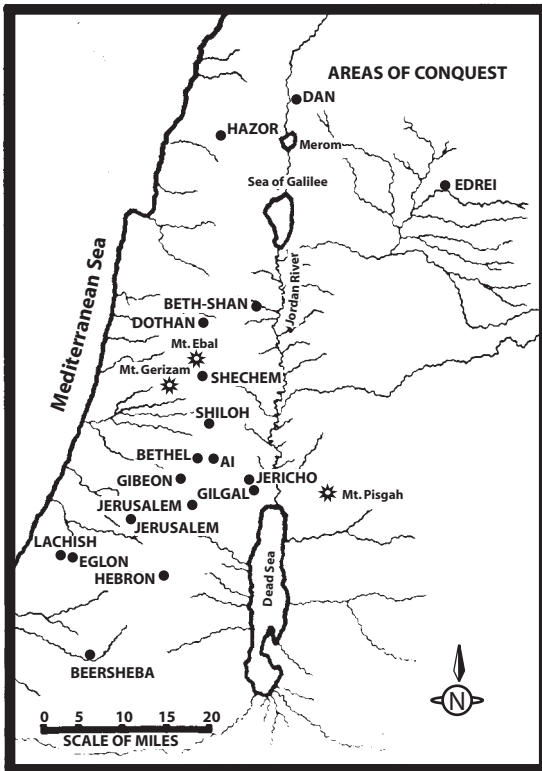 AREAS OF CONQUEST
DAN
HAZOR
Merom
Sea of Galilee
EDREI
Mediterranean Sea
Jordan River
BETH-SHAN
DOTHAN
Mt. Ebal
Mt. Gerizam
SHECHEM
SHILOH
BETHEL
AI
GIBEON
JERICHO
GILGAL
Mt. Pisgah
JERUSALEM
JERUSALEM
LACHISH
EGLON
HEBRON
Dead Sea
BEERSHEBA
N
0 5 10 15 20
SCALE OF MILES